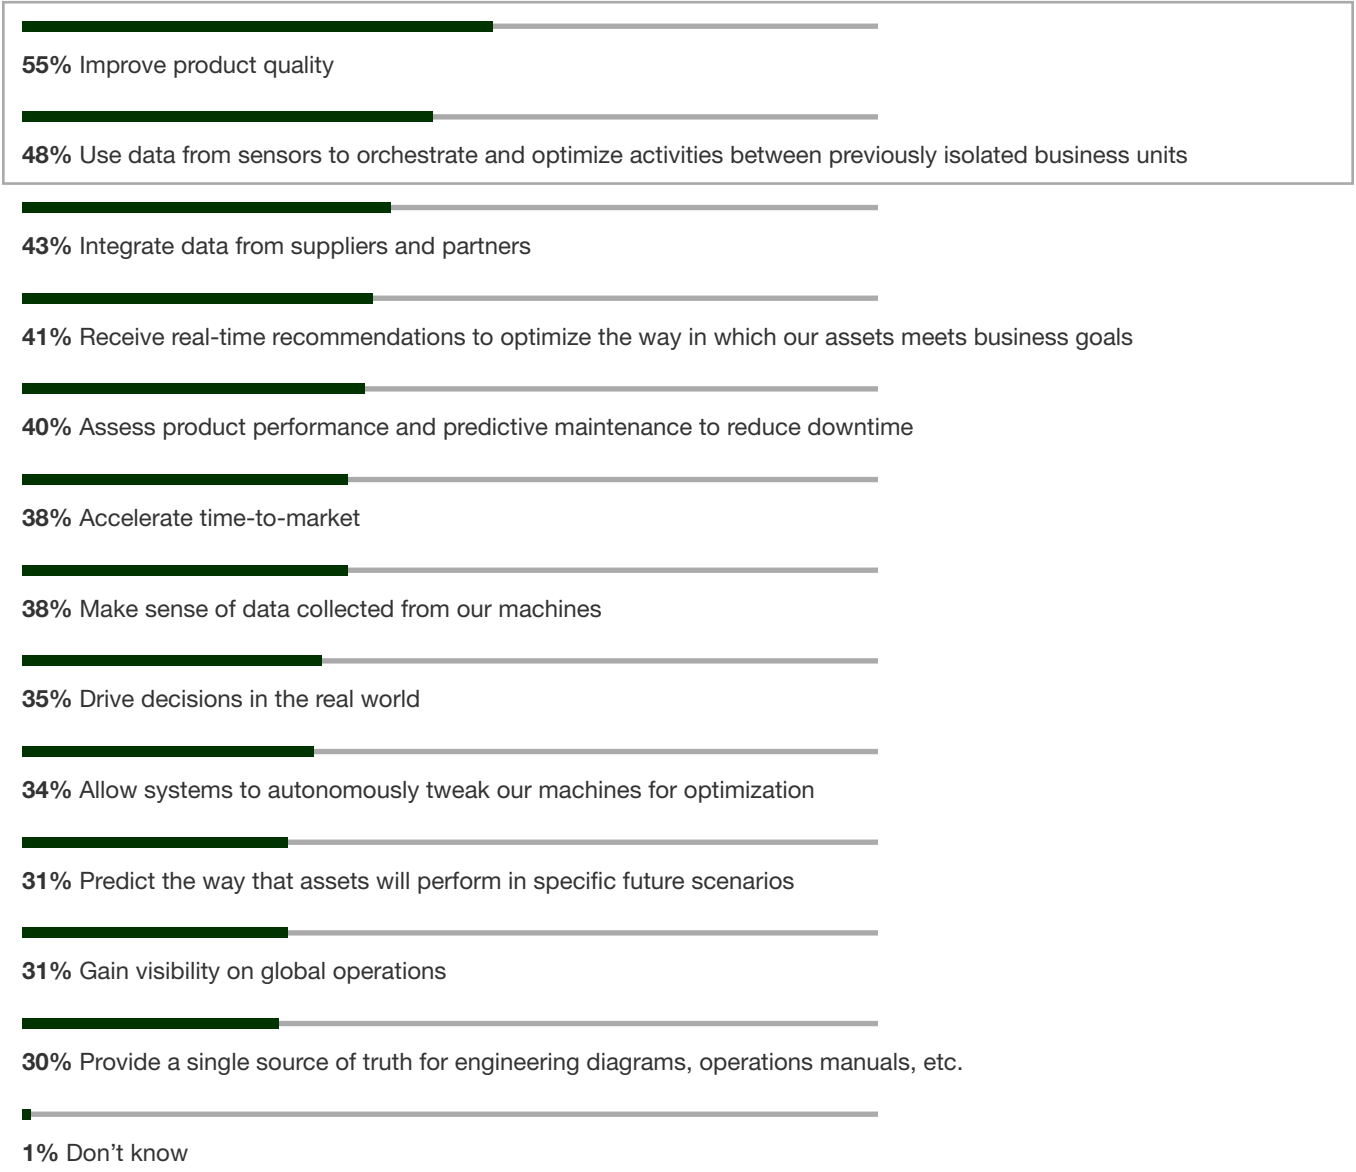 55% Improve product quality
48% Use data from sensors to orchestrate and optimize activities between previously isolated business units
43% Integrate data from suppliers and partners
41% Receive real-time recommendations to optimize the way in which our assets meets business goals
40% Assess product performance and predictive maintenance to reduce downtime
38% Accelerate time-to-market
38% Make sense of data collected from our machines
35% Drive decisions in the real world
34% Allow systems to autonomously tweak our machines for optimization
31% Predict the way that assets will perform in specific future scenarios
31% Gain visibility on global operations
30% Provide a single source of truth for engineering diagrams, operations manuals, etc.
1% Don’t know